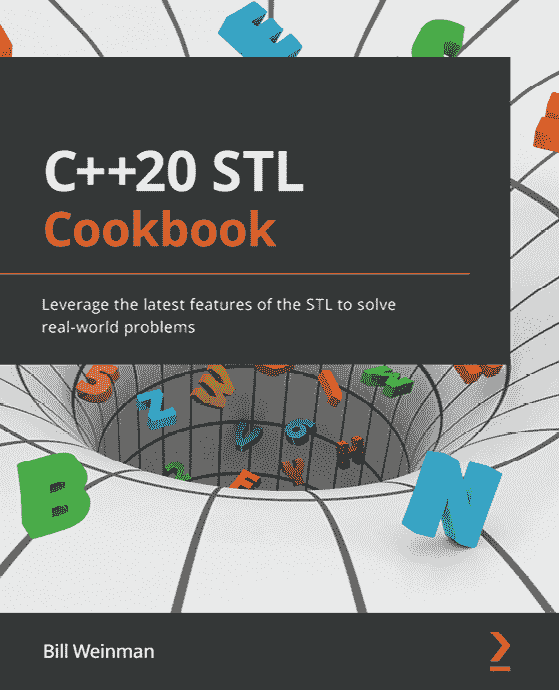 C++20 STL
Cookbook
Leverage the latest features of the STL to solve
real-world problems
Bill Weinman